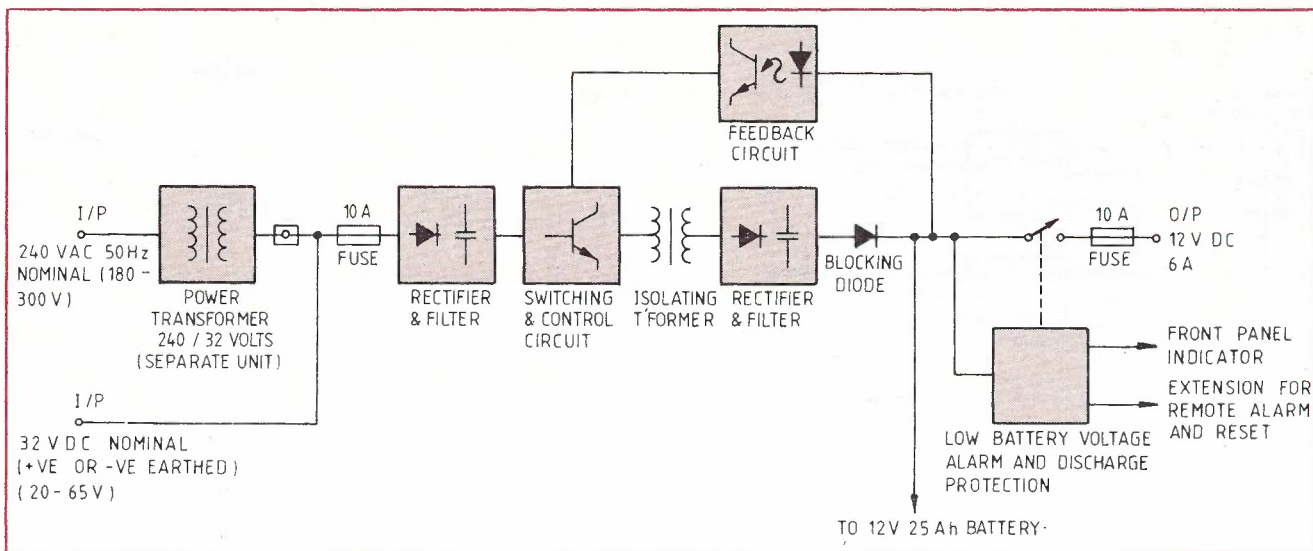 FEEDBACK
CIRCUIT
I/P
240 VAC 50Hz
NOMINAL (180 -
300 V)
POWER
TRANSFORMER
240 / 32 VOLTS
(SEPARATE UNIT)
10 A
FUSE
RECTIFIER
& FILTER
SWITCHING
& CONTROL
CIRCUIT
ISOLATING
T'FORMER
RECTIFIER
& FILTER
BLOCKING
DIODE
10 A
FUSE
O/P
12 V DC
6 A
I/P
32 V DC NOMINAL
(+VE OR -VE EARTHED)
(20 - 65 V)
FRONT PANEL
INDICATOR
EXTENSION FOR
REMOTE ALARM
AND RESET
LOW BATTERY VOLTAGE
ALARM AND DISCHARGE
PROTECTION
TO 12V 25 Ah BATTERY.